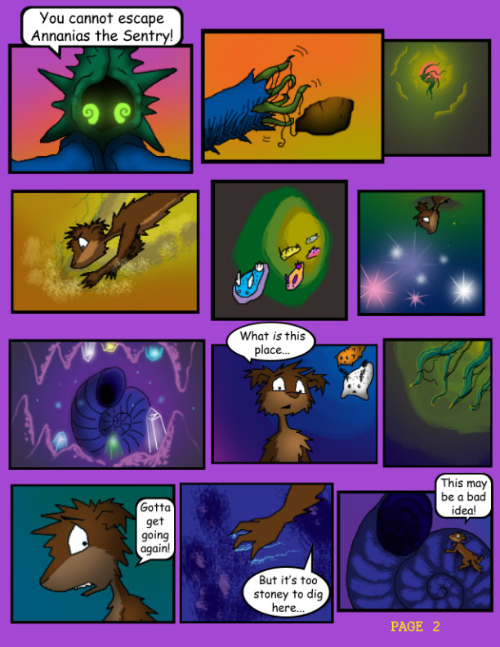 You cannot escape
Annanias the Sentry!
What is this
place...
Gotta
get
going
again!
But it's too
stoney to dig
here...
This may
be a bad
idea!
PAGE 2